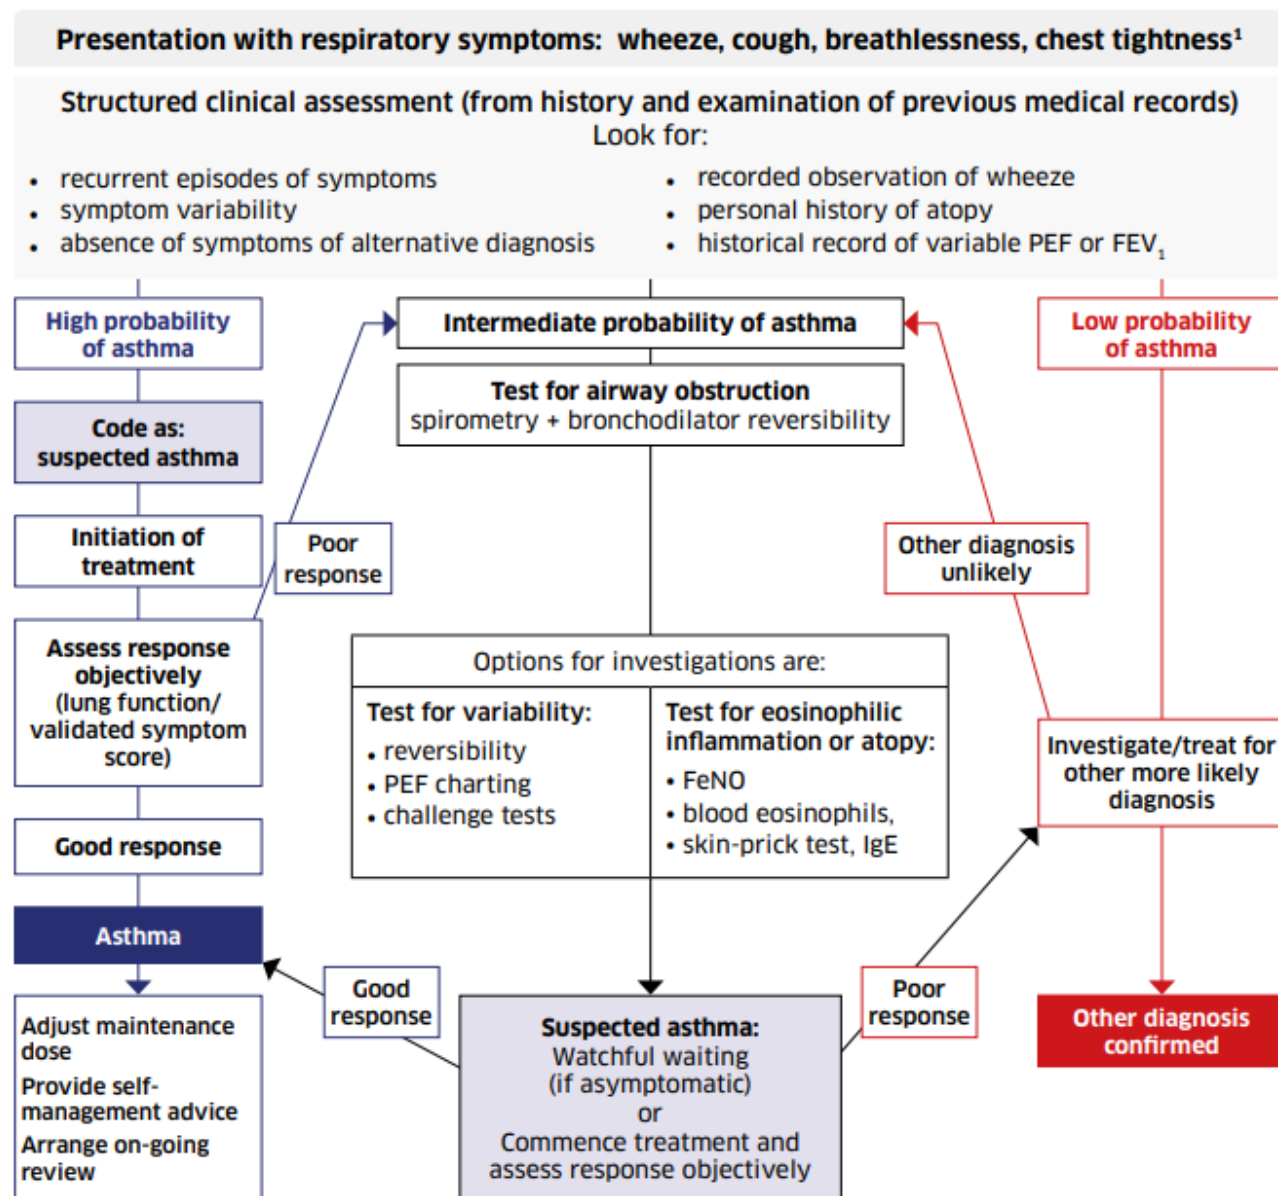 Presentation with respiratory symptoms: wheeze, cough, breathlessness, chest tightness¹
Structured clinical assessment (from history and examination of previous medical records)
Look for:
• recurrent episodes of symptoms
• symptom variability
• absence of symptoms of alternative diagnosis
• recorded observation of wheeze
• personal history of atopy
• historical record of variable PEF or FEV₁
High probability
of asthma
Code as:
suspected asthma
Initiation of
treatment
Assess response
objectively
(lung function/
validated symptom
score)
Good response
Asthma
Adjust maintenance
dose
Provide self-
management advice
Arrange on-going
review
Poor
response
Intermediate probability of asthma
Test for airway obstruction
spirometry + bronchodilator reversibility
Options for investigations are:
Test for variability:
• reversibility
• PEF charting
• challenge tests
Test for eosinophilic
inflammation or atopy:
• FeNO
• blood eosinophils,
• skin-prick test, IgE
Good
response
Suspected asthma:
Watchful waiting
(if asymptomatic)
or
Commence treatment and
assess response objectively
Poor
response
Low probability
of asthma
Other diagnosis
unlikely
Investigate/treat for
other more likely
diagnosis
Other diagnosis
confirmed